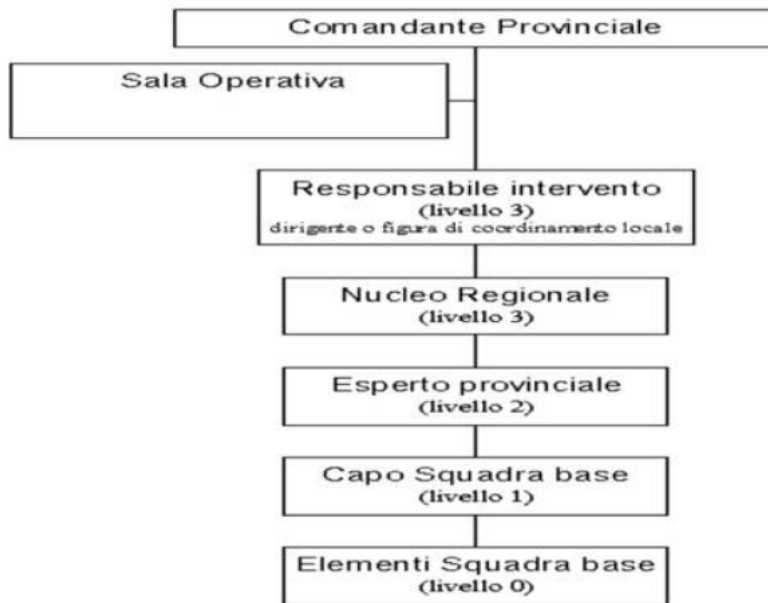 Comandante Provinciale
Sala Operativa
Responsabile intervento
(livello 3)
dirigente o figura di coordinamento locale
Nucleo Regionale
(livello 3)
Esperto provinciale
(livello 2)
Capo Squadra base
(livello 1)
Elementi Squadra base
(livello 0)